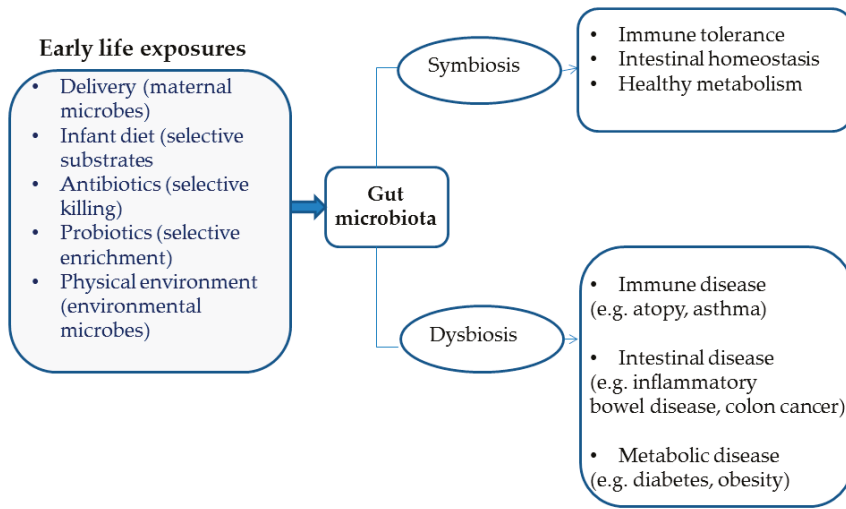 Early life exposures
• Delivery (maternal
microbes)
• Infant diet (selective
substrates
• Antibiotics (selective
killing)
• Probiotics (selective
enrichment)
• Physical environment
(environmental
microbes)
Gut
microbiota
Symbiosis
• Immune tolerance
• Intestinal homeostasis
• Healthy metabolism
Dysbiosis
• Immune disease
(e.g. atopy, asthma)
• Intestinal disease
(e.g. inflammatory
bowel disease, colon cancer)
• Metabolic disease
(e.g. diabetes, obesity)